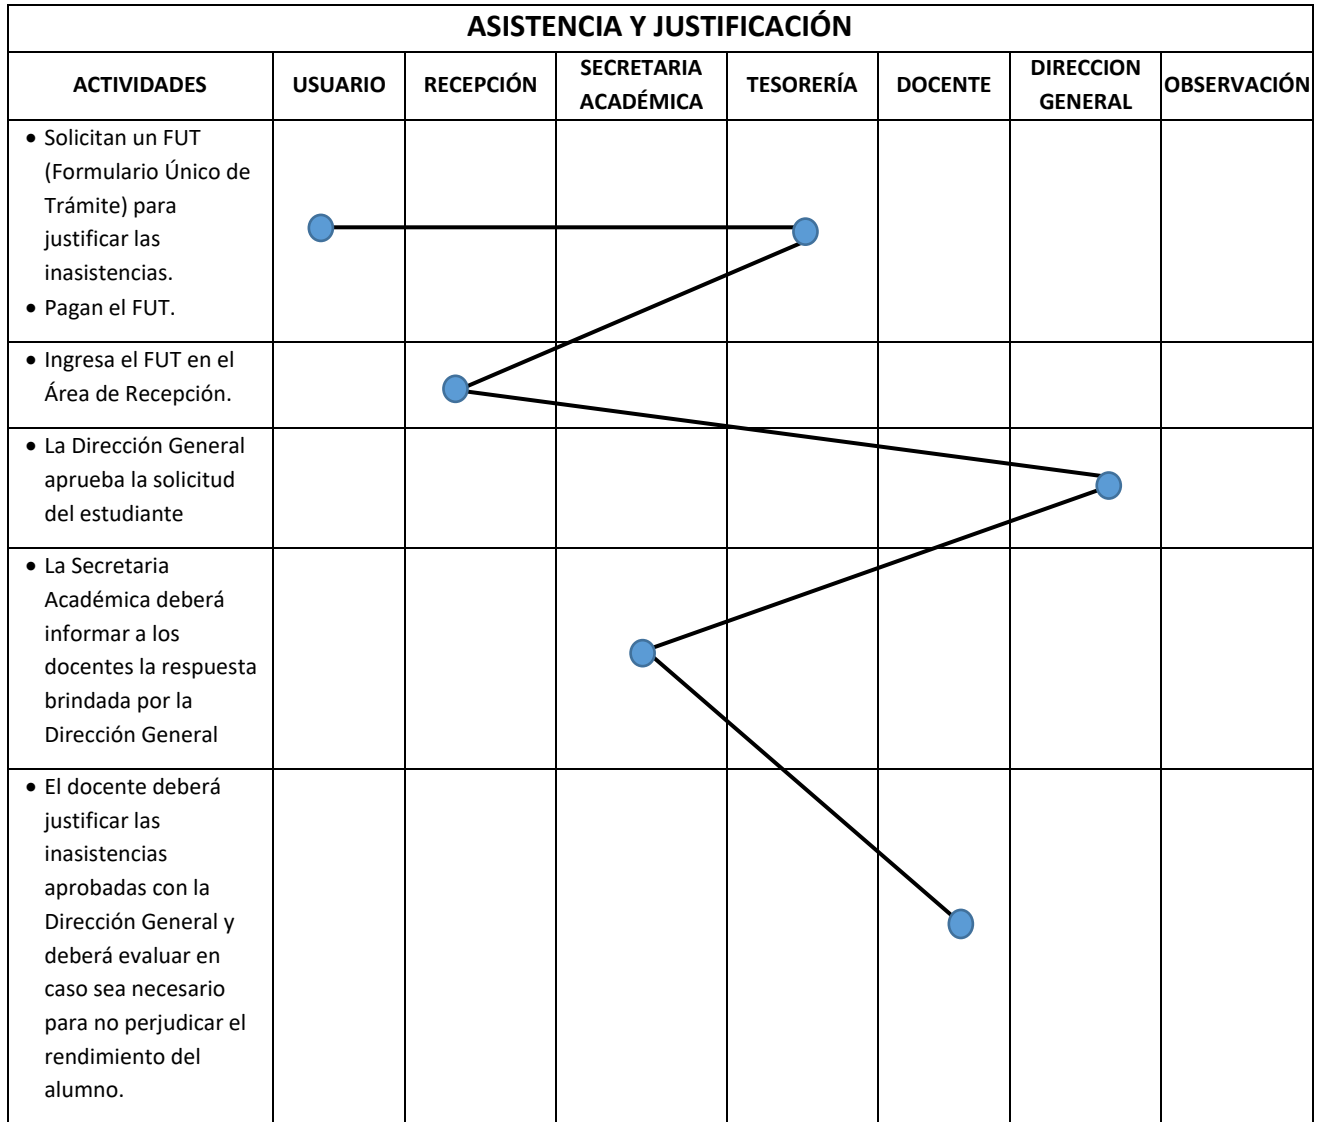 ASISTENCIA Y JUSTIFICACIÓN
ACTIVIDADES
USUARIO
RECEPCIÓN
SECRETARIA
ACADÉMICA
TESORERÍA
DOCENTE
DIRECCION
GENERAL
OBSERVACIÓN
• Solicitan un FUT
(Formulario Único de
Trámite) para
justificar las
inasistencias.
• Pagan el FUT.
• Ingresa el FUT en el
Área de Recepción.
• La Dirección General
aprueba la solicitud
del estudiante
• La Secretaria
Académica deberá
informar a los
docentes la respuesta
brindada por la
Dirección General
• El docente deberá
justificar las
inasistencias
aprobadas con la
Dirección General y
deberá evaluar en
caso sea necesario
para no perjudicar el
rendimiento del
alumno.